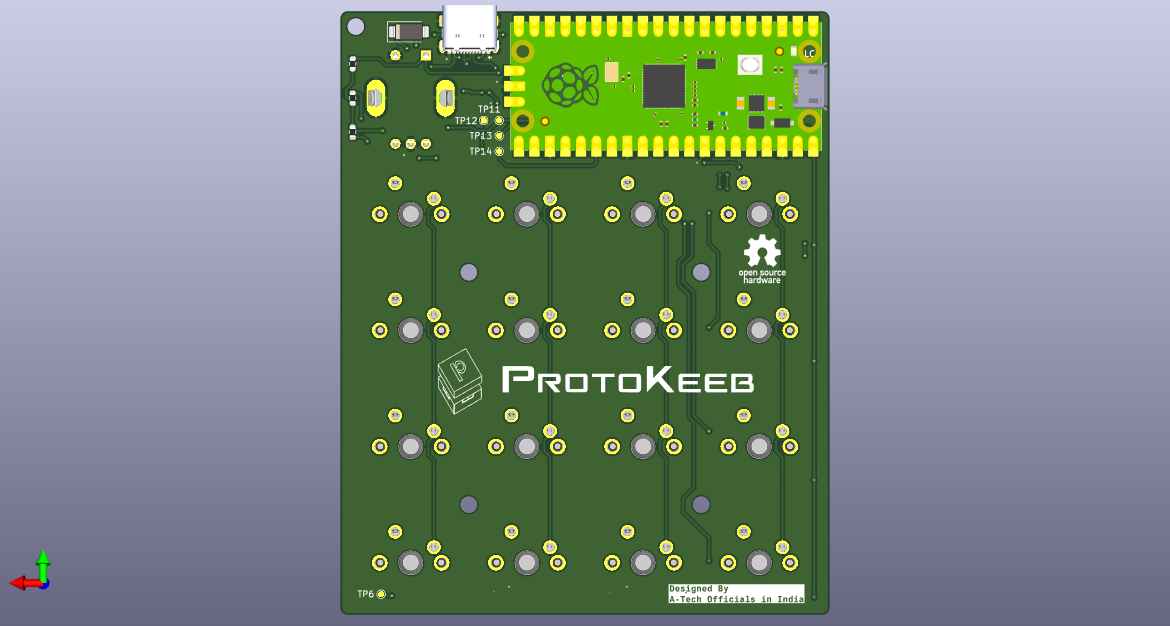 LC
TP11
TP12
TP13
TP14
open source
hardware
P
PROTOKEEB
TP6
Designed By
A-Tech Officials in India